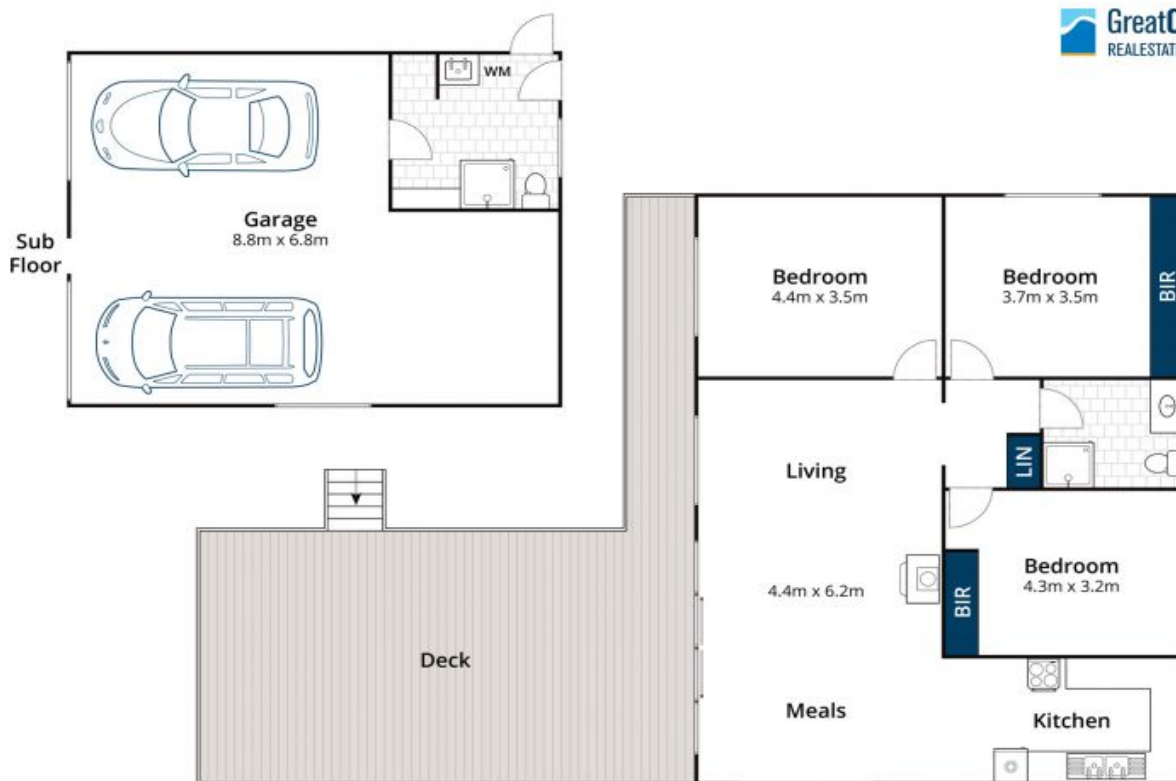 GreatO
REALESTAT
WM
Garage
8.8m x 6.8m
Sub
Floor
Bedroom
4.4m x 3.5m
Bedroom
3.7m x 3.5m
BIR
Living
LIN
4.4m x 6.2m
BIR
Bedroom
4.3m x 3.2m
Deck
Meals
Kitchen